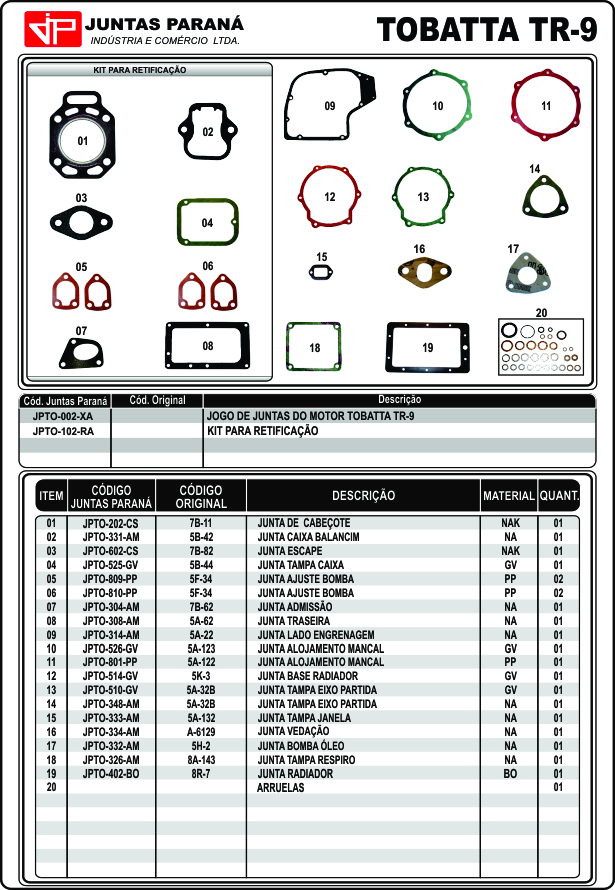 JP JUNTAS PARANÁ
INDÚSTRIA E COMÉRCIO LTDA.
TOBATTA TR-9
KIT PARA RETIFICAÇÃO
01
02
03
04
05
06
07
08
09
10
11
12
13
14
15
16
17
18
19
20
Cód. Juntas Paraná Cód. Original Descrição
JPTO-002-XA JOGO DE JUNTAS DO MOTOR TOBATTA TR-9
JPTO-102-RA KIT PARA RETIFICAÇÃO
ITEM CÓDIGO JUNTAS PARANÁ CÓDIGO ORIGINAL DESCRIÇÃO MATERIAL QUANT.
01 JPTO-202-CS 7B-11 JUNTA DE CABEÇOTE NAK 01
02 JPTO-331-AM 5B-42 JUNTA CAIXA BALANCIM NA 01
03 JPTO-602-CS 7B-82 JUNTA ESCAPE NAK 01
04 JPTO-525-GV 5B-44 JUNTA TAMPA CAIXA GV 01
05 JPTO-809-PP 5F-34 JUNTA AJUSTE BOMBA PP 02
06 JPTO-810-PP 5F-34 JUNTA AJUSTE BOMBA PP 02
07 JPTO-304-AM 7B-62 JUNTA ADMISSÃO NA 01
08 JPTO-308-AM 5A-62 JUNTA TRASEIRA NA 01
09 JPTO-314-AM 5A-22 JUNTA LADO ENGRENAGEM NA 01
10 JPTO-526-GV 5A-123 JUNTA ALOJAMENTO MANCAL GV 01
11 JPTO-801-PP 5A-122 JUNTA ALOJAMENTO MANCAL PP 01
12 JPTO-514-GV 5K-3 JUNTA BASE RADIADOR GV 01
13 JPTO-510-GV 5A-32B JUNTA TAMPA EIXO PARTIDA GV 01
14 JPTO-348-AM 5A-32B JUNTA TAMPA EIXO PARTIDA NA 01
15 JPTO-333-AM 5A-132 JUNTA TAMPA JANELA NA 01
16 JPTO-334-AM A-6129 JUNTA VEDAÇÃO NA 01
17 JPTO-332-AM 5H-2 JUNTA BOMBA ÓLEO NA 01
18 JPTO-326-AM 8A-143 JUNTA TAMPA RESPIRO NA 01
19 JPTO-402-BO 8R-7 JUNTA RADIADOR BO 01
20 ARRUELAS 01